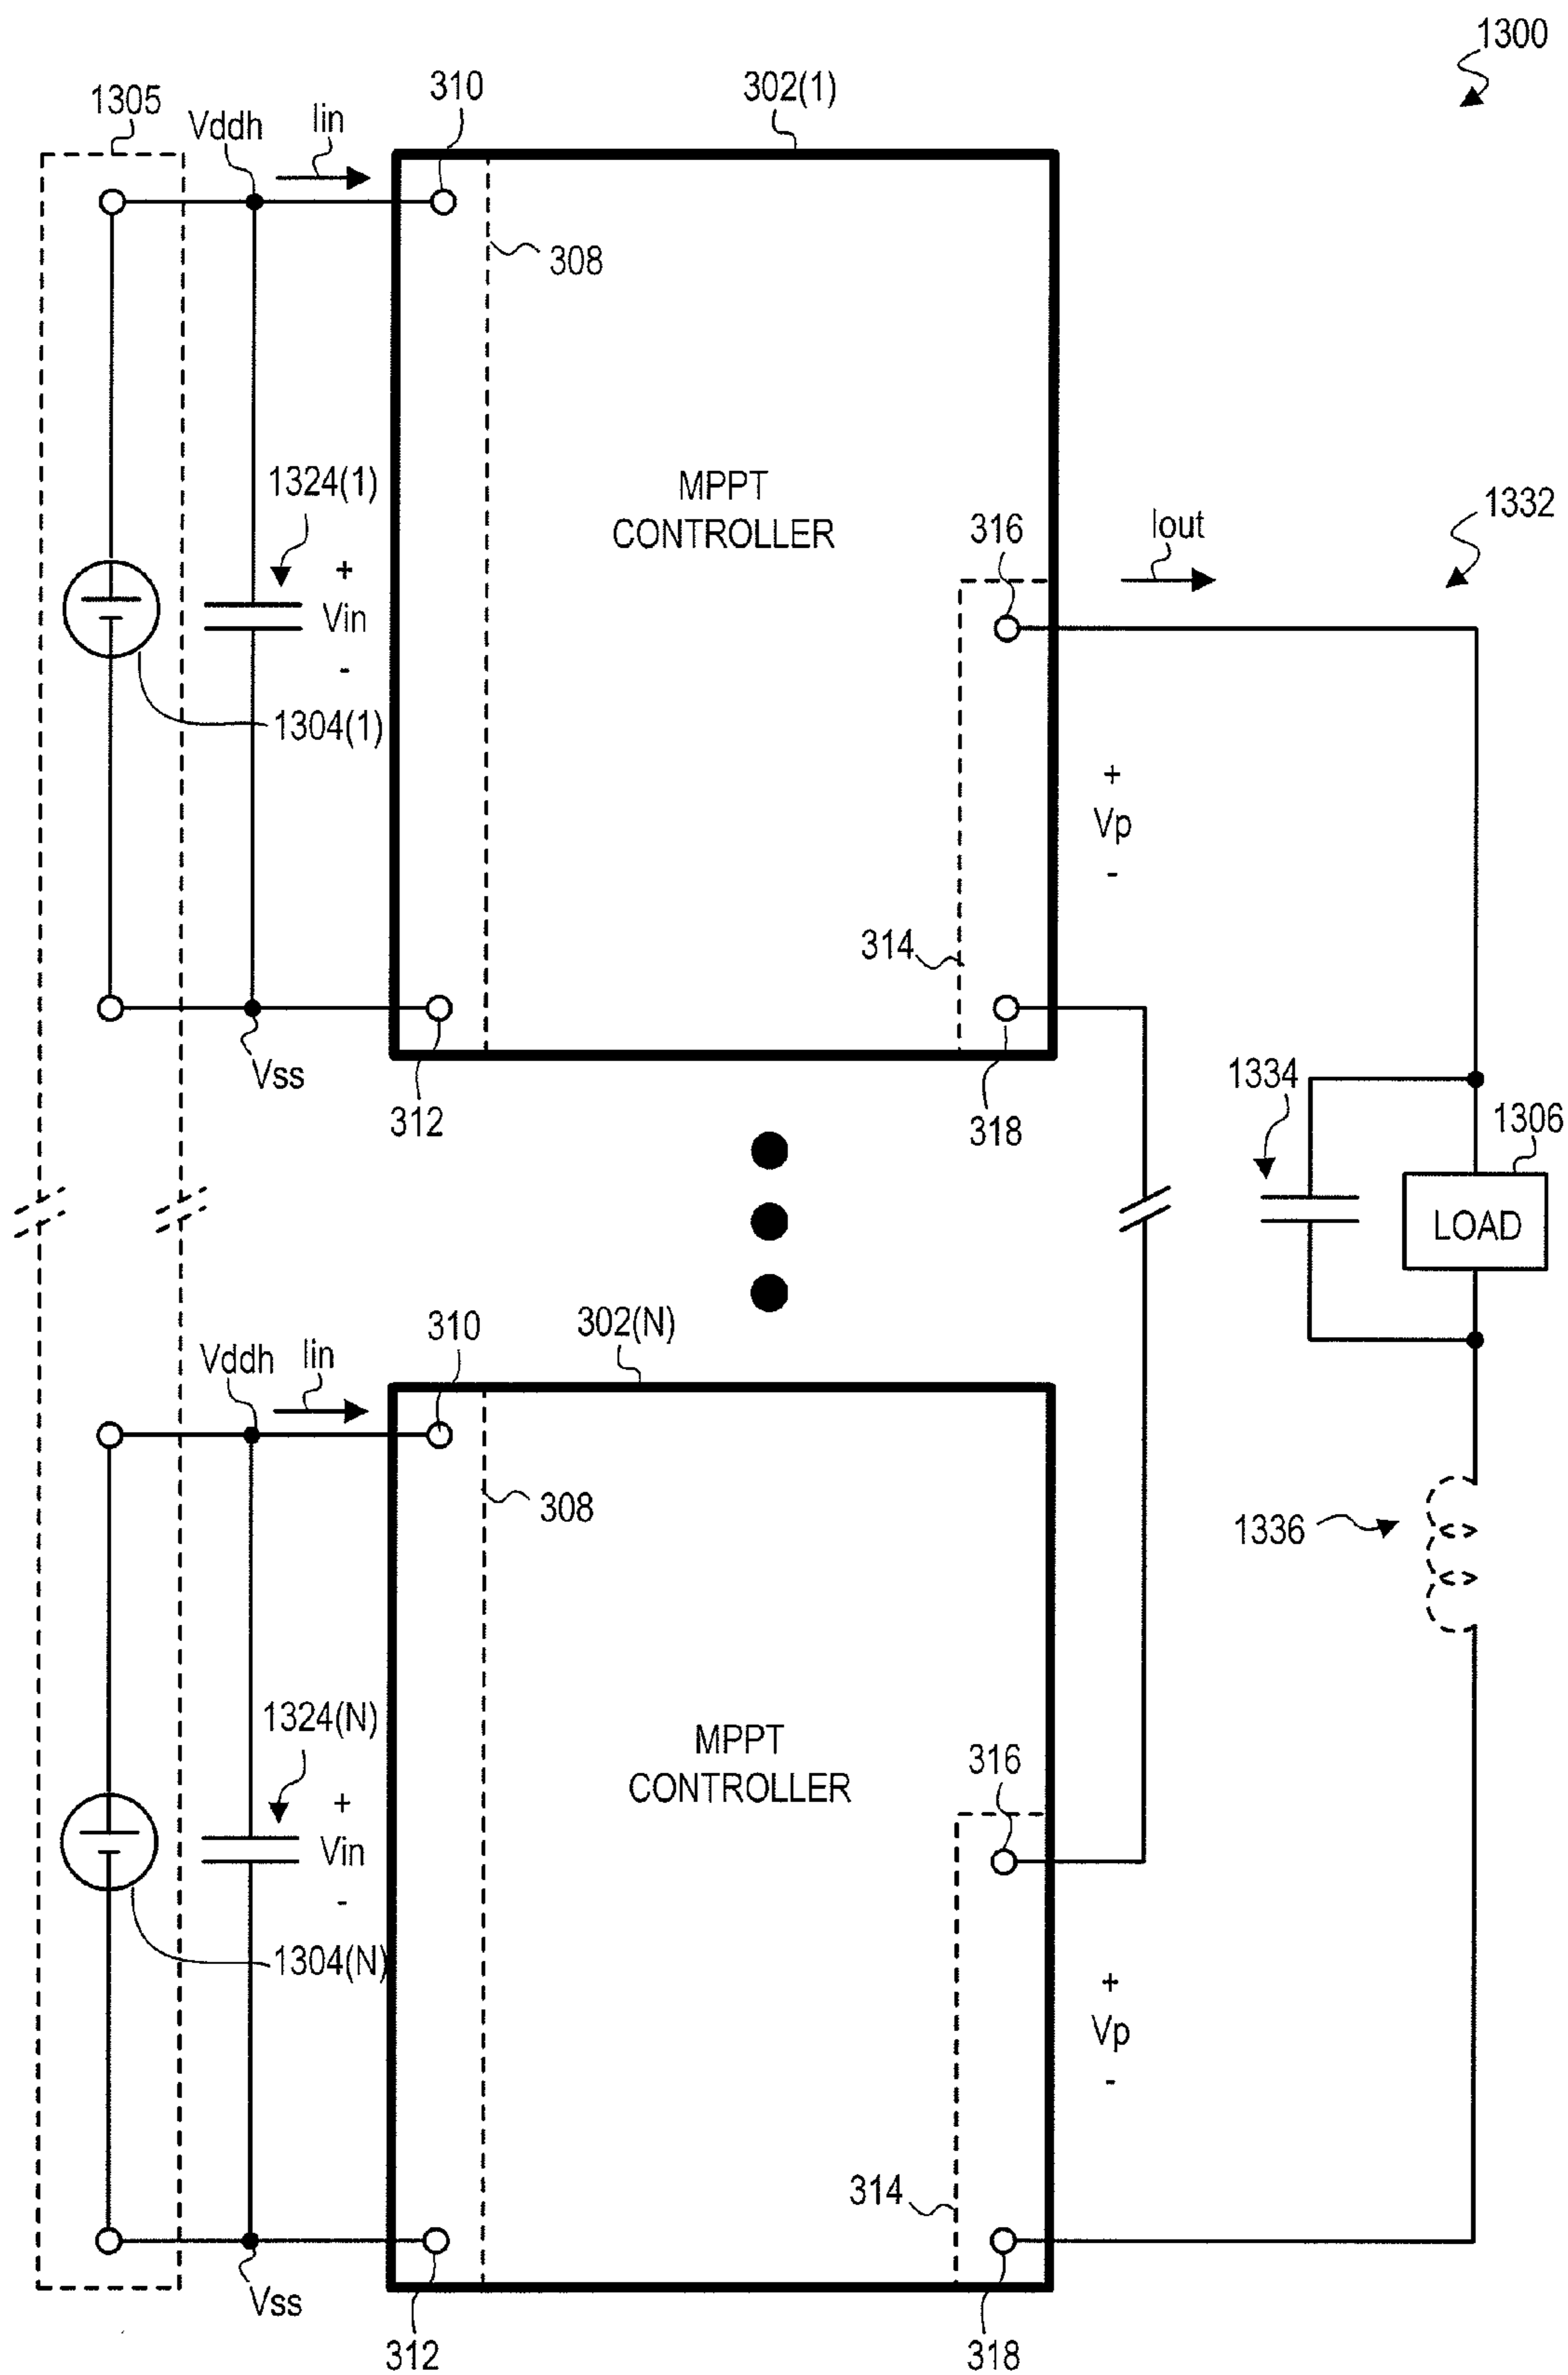 1300
1305
Vddh
Iin
310
302(1)
308
1324(1)
+
Vin
-
MPPT
CONTROLLER
316
Iout
1332
1304(1)
+
Vp
-
314
Vss
312
318
1334
1306
LOAD
Vddh
Iin
310
302(N)
308
1336
1324(N)
+
Vin
-
MPPT
CONTROLLER
316
1304(N)
+
Vp
-
314
Vss
312
318